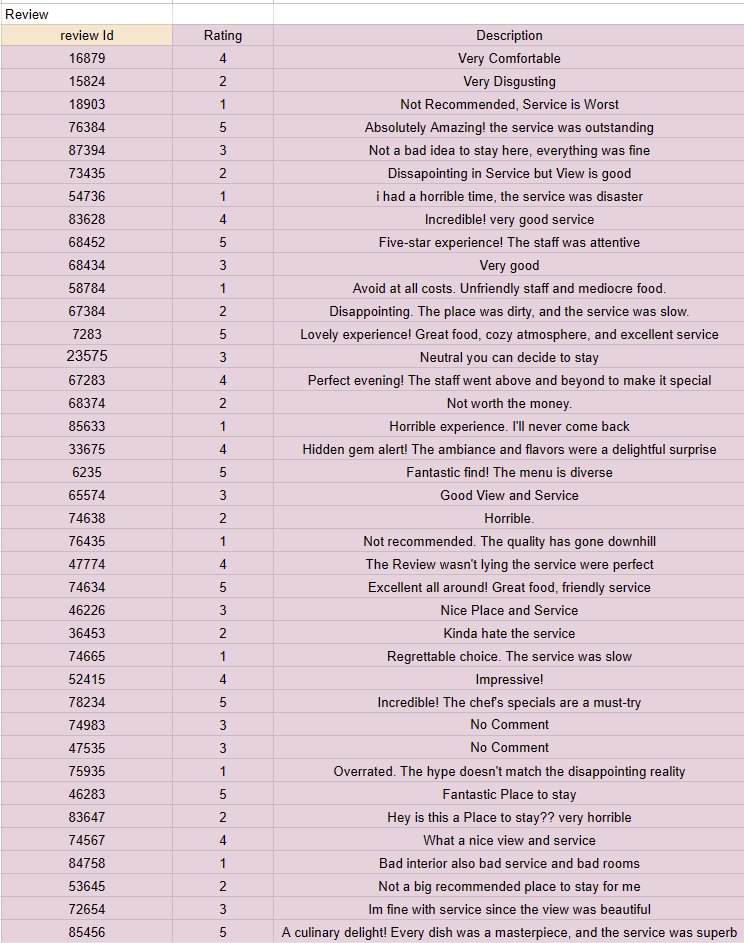 Review
review Id Rating Description
16879 4 Very Comfortable
15824 2 Very Disgusting
18903 1 Not Recommended, Service is Worst
76384 5 Absolutely Amazing! the service was outstanding
87394 3 Not a bad idea to stay here, everything was fine
73435 2 Dissapointing in Service but View is good
54736 1 i had a horrible time, the service was disaster
83628 4 Incredible! very good service
68452 5 Five-star experience! The staff was attentive
68434 3 Very good
58784 1 Avoid at all costs. Unfriendly staff and mediocre food.
67384 2 Disappointing. The place was dirty, and the service was slow.
7283 5 Lovely experience! Great food, cozy atmosphere, and excellent service
23575 3 Neutral you can decide to stay
67283 4 Perfect evening! The staff went above and beyond to make it special
68374 2 Not worth the money.
85633 1 Horrible experience. I'll never come back
33675 4 Hidden gem alert! The ambiance and flavors were a delightful surprise
6235 5 Fantastic find! The menu is diverse
65574 3 Good View and Service
74638 2 Horrible.
76435 1 Not recommended. The quality has gone downhill
47774 4 The Review wasn't lying the service were perfect
74634 5 Excellent all around! Great food, friendly service
46226 3 Nice Place and Service
36453 2 Kinda hate the service
74665 1 Regrettable choice. The service was slow
52415 4 Impressive!
78234 5 Incredible! The chef's specials are a must-try
74983 3 No Comment
47535 3 No Comment
75935 1 Overrated. The hype doesn't match the disappointing reality
46283 5 Fantastic Place to stay
83647 2 Hey is this a Place to stay?? very horrible
74567 4 What a nice view and service
84758 1 Bad interior also bad service and bad rooms
53645 2 Not a big recommended place to stay for me
72654 3 Im fine with service since the view was beautiful
85456 5 A culinary delight! Every dish was a masterpiece, and the service was superb